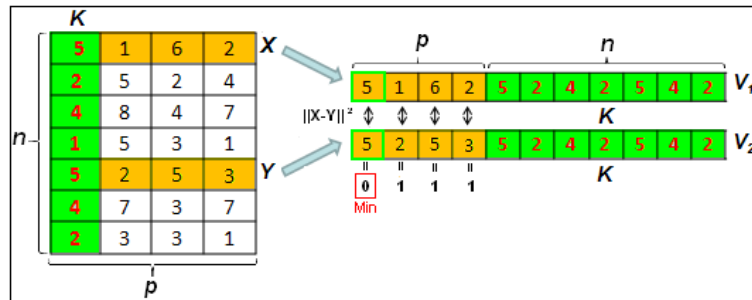 K
5 1 6 2 X
2 5 2 4
4 8 4 7
1 5 3 1
5 2 5 3 Y
4 7 3 7
2 3 3 1
n
p
p n
5 1 6 2 5 2 4 2 5 4 2 V1
||X-Y||² K
5 2 5 3 5 2 4 2 5 4 2 V2
= = = = K
0 1 1 1
Min